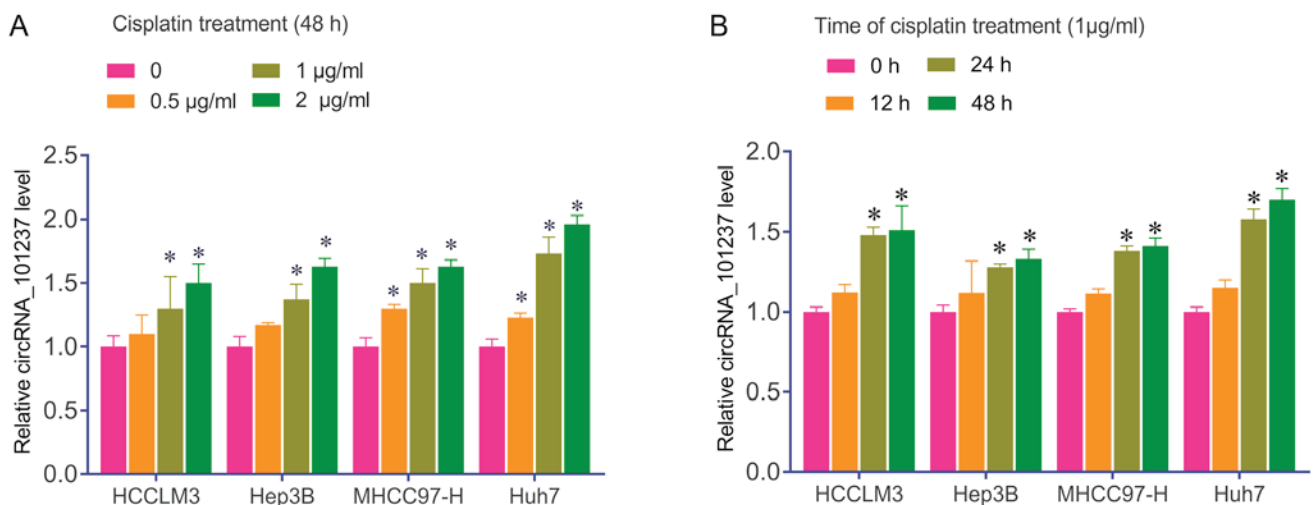 A
Cisplatin treatment (48 h)
0
1 µg/ml
0.5 µg/ml
2 µg/ml
Relative circRNA_101237 level
2.5
2.0
1.5
1.0
0.5
0.0
* * * * * * * * * *
HCCLM3 Hep3B MHCC97-H Huh7
B
Time of cisplatin treatment (1µg/ml)
0 h
24 h
12 h
48 h
Relative circRNA_101237 level
2.0
1.5
1.0
0.5
0.0
* * * * * * * *
HCCLM3 Hep3B MHCC97-H Huh7